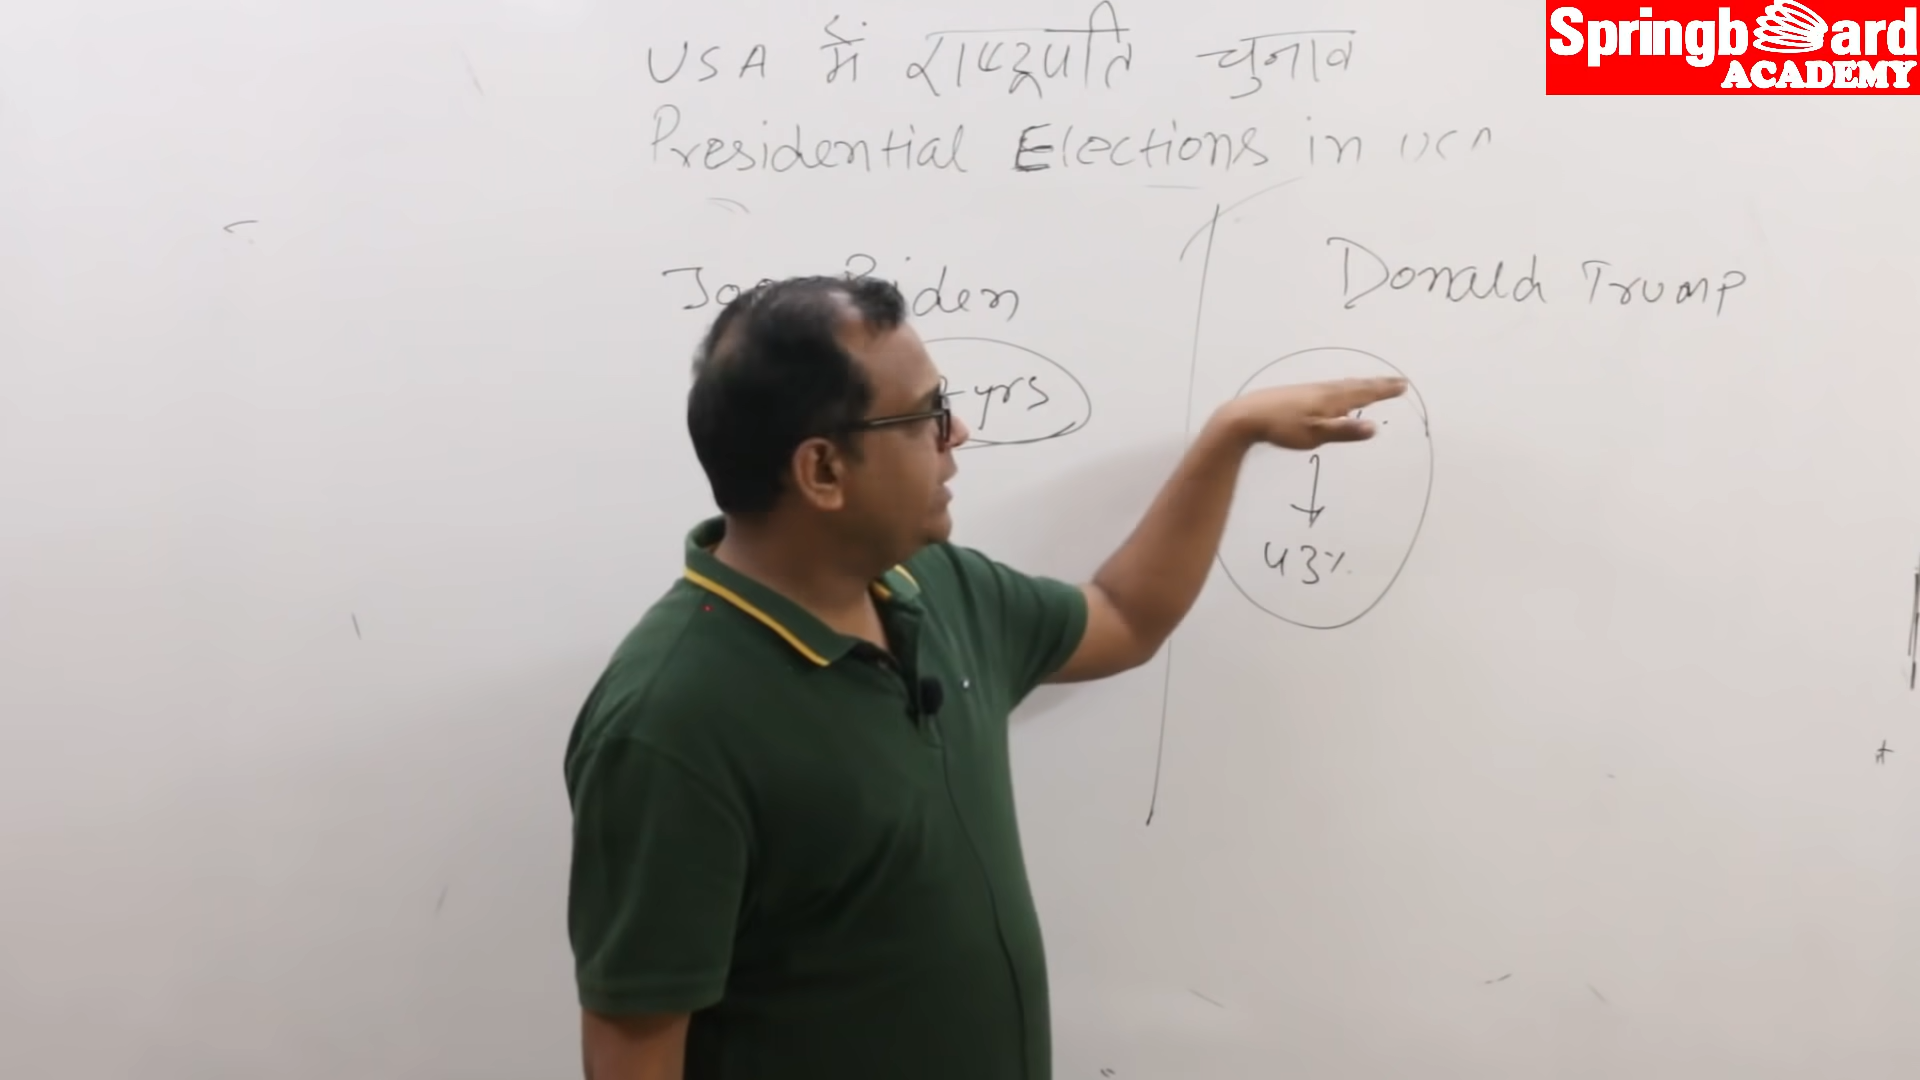 Springboard
ACADEMY
USA में राष्ट्रपति चुनाव
Presidential Elections in USA
Joe Biden
Donald Trump
yrs
43%